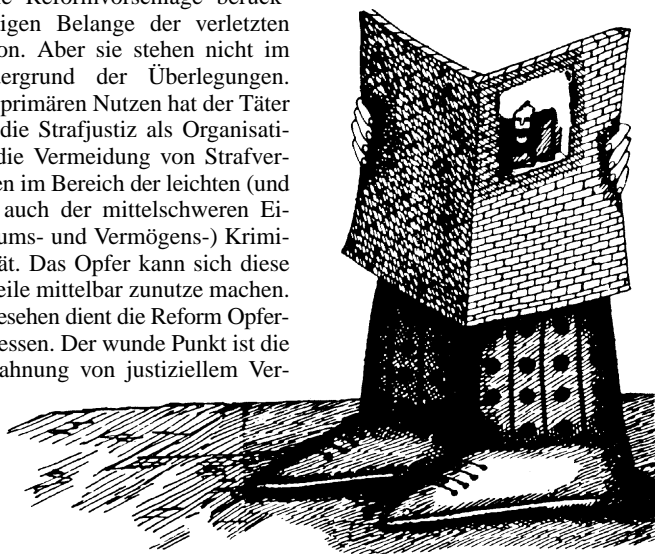 Reformvorschläge berück-
igen Belange der verletzten
on. Aber sie stehen nicht im
ergrund der Überlegungen.
primären Nutzen hat der Täter
die Strafjustiz als Organisati-
die Vermeidung von Strafver-
en im Bereich der leichten (und
auch der mittelschweren Ei-
ums- und Vermögens-) Krimi-
ät. Das Opfer kann sich diese
eile mittelbar zunutze machen.
esehen dient die Reform Opfer-
essen. Der wunde Punkt ist die
ahnung von justiziellem Ver-